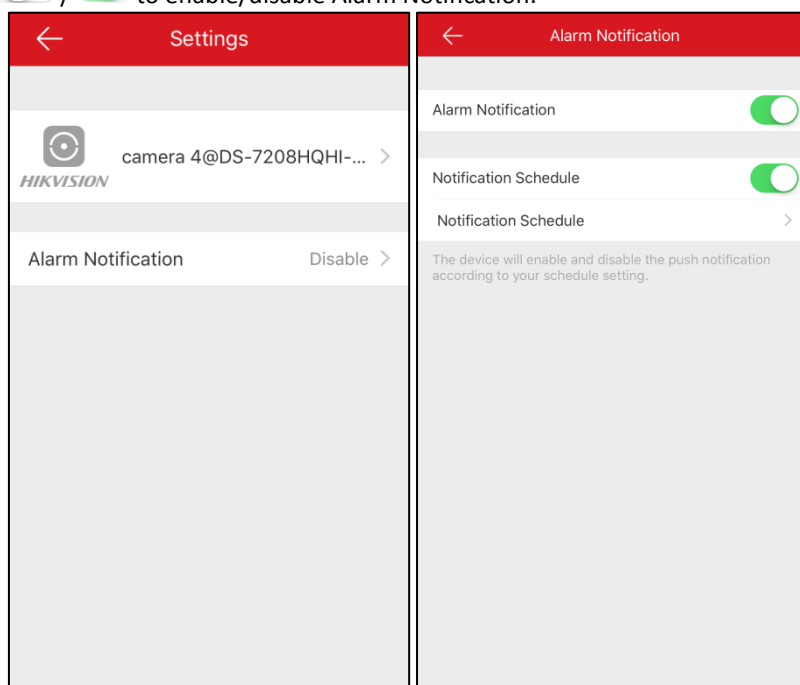 / to enable/disable Alarm Notification.
Settings
HIKVISION
camera 4@DS-7208HQHI-...
Alarm Notification Disable
Alarm Notification
Alarm Notification
Notification Schedule
Notification Schedule
The device will enable and disable the push notification
according to your schedule setting.